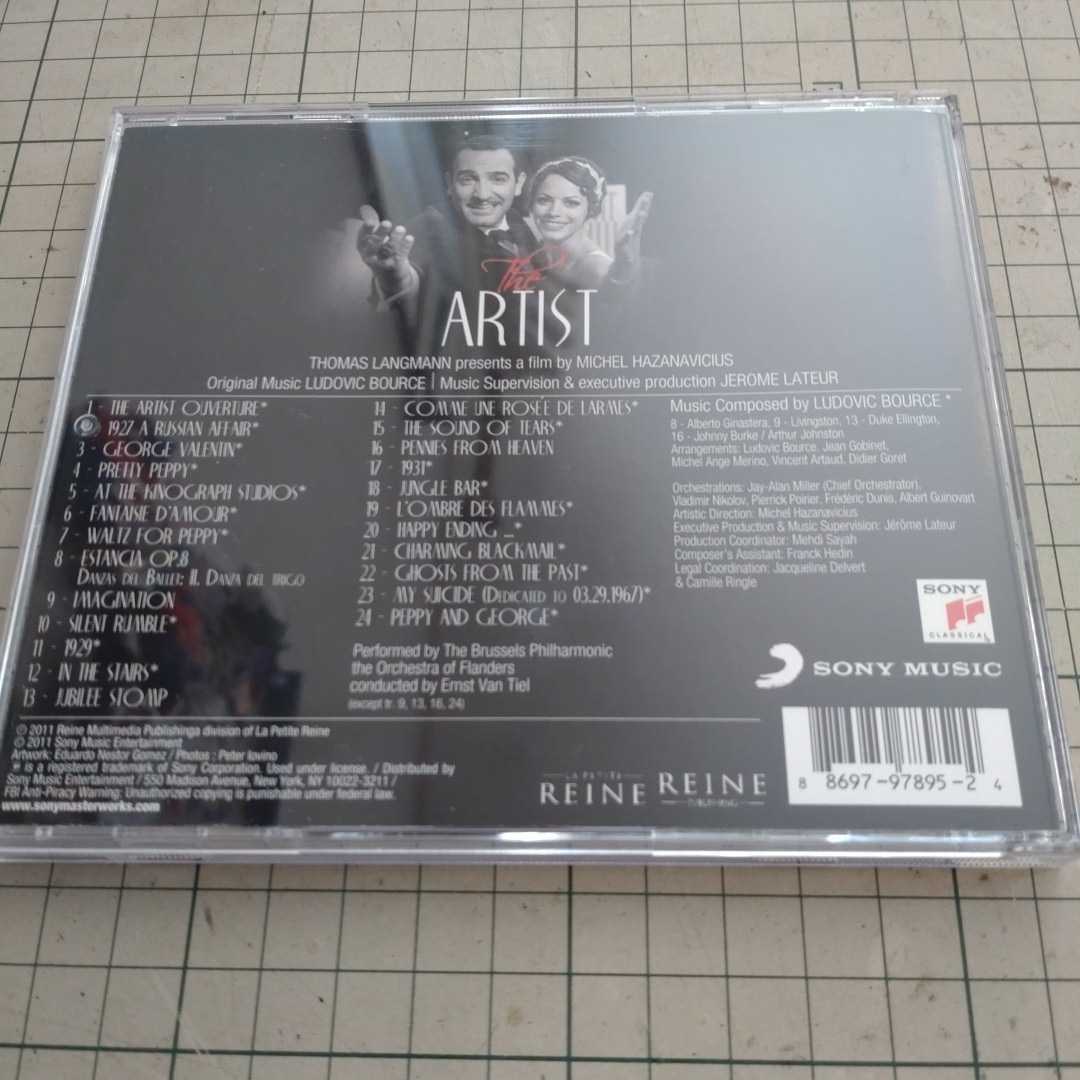 The
ARTIST
THOMAS LANGMANN presents a film by MICHEL HAZANAVICIUS
Original Music LUDOVIC BOURCE | Music Supervision & executive production JEROME LATEUR
1 - THE ARTIST OUVERTURE*
1927 A RUSSIAN AFFAIR*
3 - GEORGE VALENTIN*
4 - PRETTY PEPPY*
5 - AT THE KINOGRAPH STUDIOS*
6 - FANTAISIE D'AMOUR*
7 - WALTZ FOR PEPPY*
8 - ESTANCIA OP.8
DANZAS DEL BALLET: II. DANZA DEL TRIGO
9 - IMAGINATION
10 - SILENT RUMBLE*
11 - 1929*
12 - IN THE STAIRS*
13 - JUBILEE STOMP
14 - COMME UNE ROSÉE DE LARMES*
15 - THE SOUND OF TEARS*
16 - PENNIES FROM HEAVEN
17 - 1931*
18 - JUNGLE BAR*
19 - L'OMBRE DES FLAMMES*
20 - HAPPY ENDING ...*
21 - CHARMING BLACKMAIL*
22 - GHOSTS FROM THE PAST*
23 - MY SUICIDE (DEDICATED TO 03.29.1967)*
24 - PEPPY AND GEORGE*
Performed by The Brussels Philharmonic
the Orchestra of Flanders
conducted by Ernst Van Tiel
(except tr. 9, 13, 16, 24)
Music Composed by LUDOVIC BOURCE *
8 - Alberto Ginastera, 9 - Livingston, 13 - Duke Ellington,
16 - Johnny Burke / Arthur Johnston
Arrangements: Ludovic Bource, Jean Gobinet,
Michel Ange Merino, Vincent Artaud, Didier Goret
Orchestrations: Jay-Alan Miller (Chief Orchestrator),
Vladimir Nikolov, Pierrick Poirier, Frédéric Dunis, Albert Guinovart
Artistic Direction: Michel Hazanavicius
Executive Production & Music Supervision: Jérôme Lateur
Production Coordinator: Mehdi Sayah
Composer's Assistant: Franck Hedin
Legal Coordination: Jacqueline Delvert
& Camille Ringle
SONY
CLASSICAL
SONY MUSIC
℗ 2011 Reine Multimedia Publishinga division of La Petite Reine
© 2011 Sony Music Entertainment
Artwork: Eduardo Nestor Gomez / Photos : Peter Iovino
* is a registered trademark of Sony Corporation. Used under license. / Distributed by
Sony Music Entertainment / 550 Madison Avenue, New York, NY 10022-3211 /
FBI Anti-Piracy Warning: Unauthorized copying is punishable under federal law.
www.sonymasterworks.com
LA PETITE
REINE
REINE
PUBLISHING
8 8697-97895-2 4